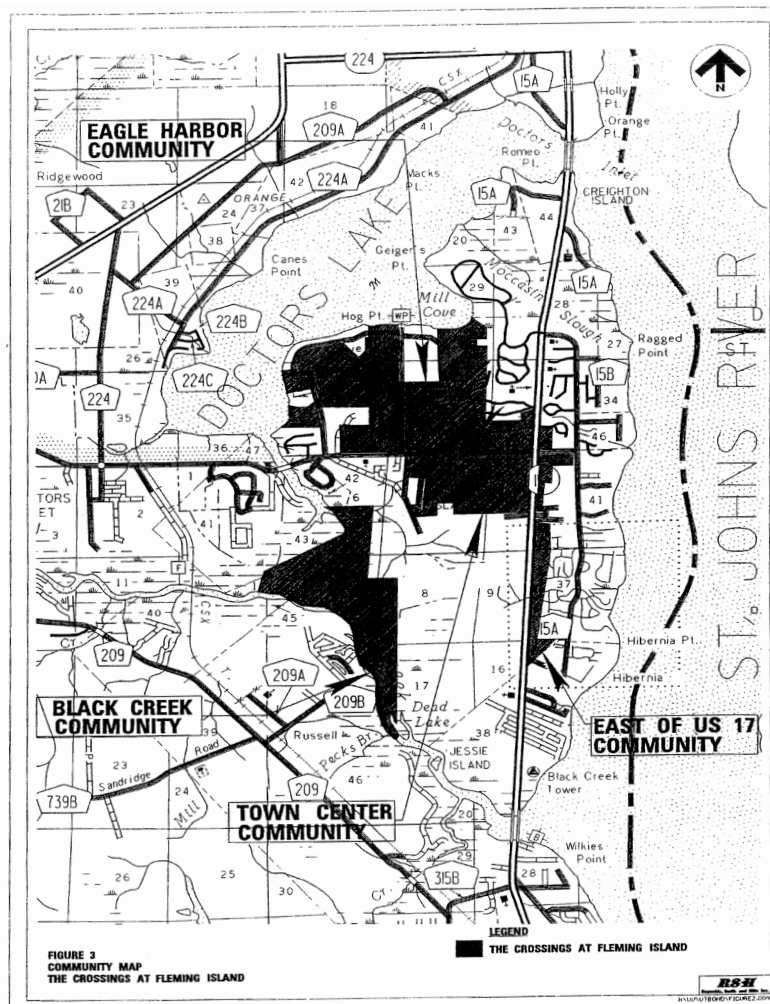 224
CSX
15A
N
Holly
Pt.
Orange
Pt.
18
209A
41
EAGLE HARBOR
COMMUNITY
Doctors
Inlet
Romeo
Pt.
Ridgewood
42
224A
Macks
Pt.
CREIGHTON
ISLAND
21B
23
ORANGE
37
24
15A
44
43
38
20
Canes
Point
Geiger's
Pt.
DOCTORS LAKE
Moccasin Slough
40
39
29
28
15A
Mill
Cove
Hog Pt.
WP
224A
224B
27
Ragged
Point
ST
26
224C
15B
ST. JOHNS RIVER
224
34
35
36
47
46
1
42
6
2
41
41
3
43
F
11
8
9
37
40
45
CSX
15A
Hibernia Pt.
209
209A
16
Hibernia
17
209B
BLACK CREEK
COMMUNITY
Dead
Lake
EAST OF US 17
COMMUNITY
39
Russell
38
Pecks Br.
JESSIE
ISLAND
23
Sandridge Road
46
Black Creek
Tower
739B
24
Mill
209
TOWN CENTER
COMMUNITY
20
B
Wilkies
Point
29
26
25
30
315B
28
LEGEND
THE CROSSINGS AT FLEMING ISLAND
FIGURE 3
COMMUNITY MAP
THE CROSSINGS AT FLEMING ISLAND
RS&H